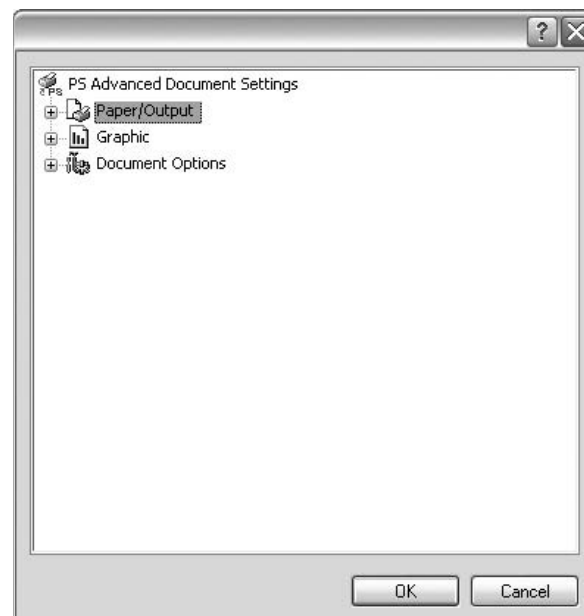 PS Advanced Document Settings
Paper/Output
Graphic
Document Options
OK
Cancel